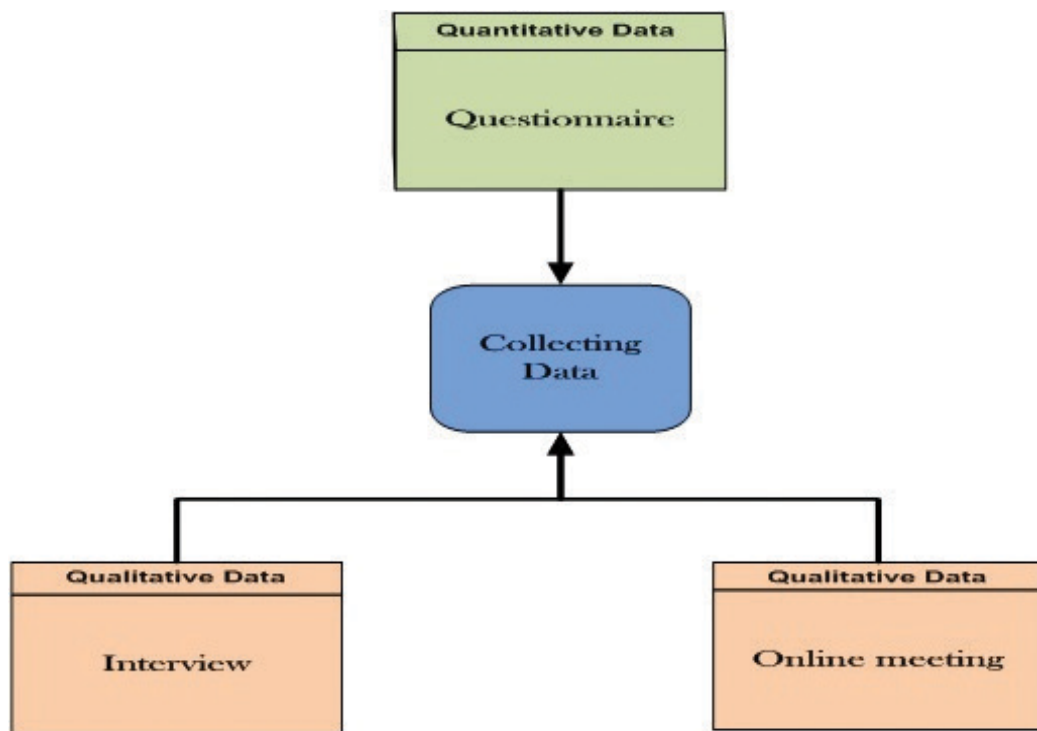 Quantitative Data
Questionnaire
Collecting
Data
Qualitative Data
Interview
Qualitative Data
Online meeting